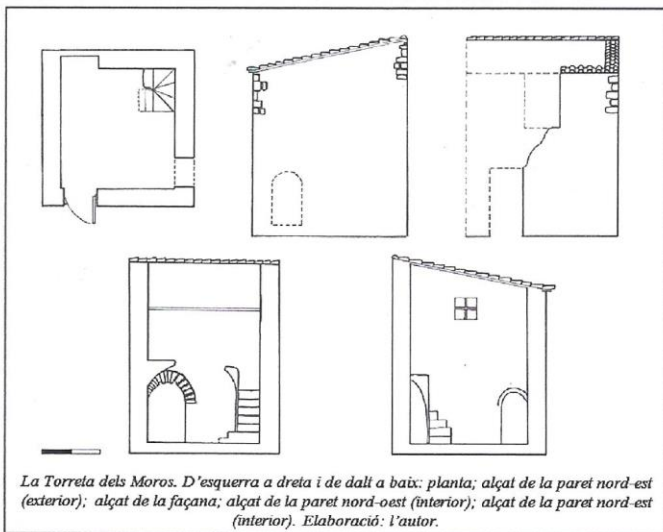 La Torreta dels Moros. D'esquerra a dreta i de dalt a baix: planta; alçat de la paret nord-est
(exterior); alçat de la façana; alçat de la paret nord-oest (interior); alçat de la paret nord-est
(interior). Elaboració: l'autor.